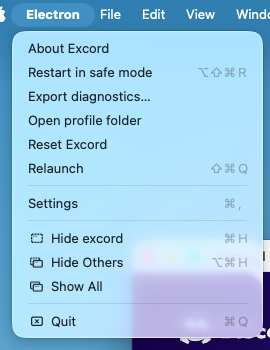 Electron File Edit View
About Excord
Restart in safe mode ⌥⇧⌘R
Export diagnostics...
Open profile folder
Reset Excord
Relaunch ⇧⌘Q
Settings ⌘,
Hide excord ⌘H
Hide Others ⌥⌘H
Show All
Quit ⌘Q